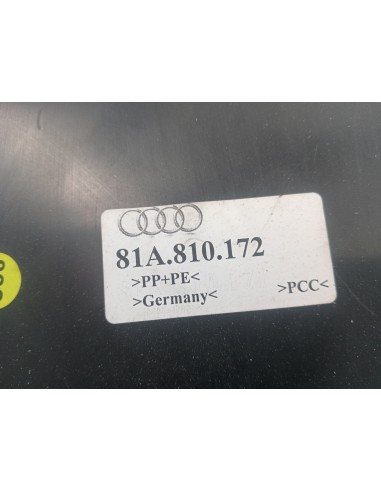 81A.810.172
>PP+PE<
>Germany<
>PCC<